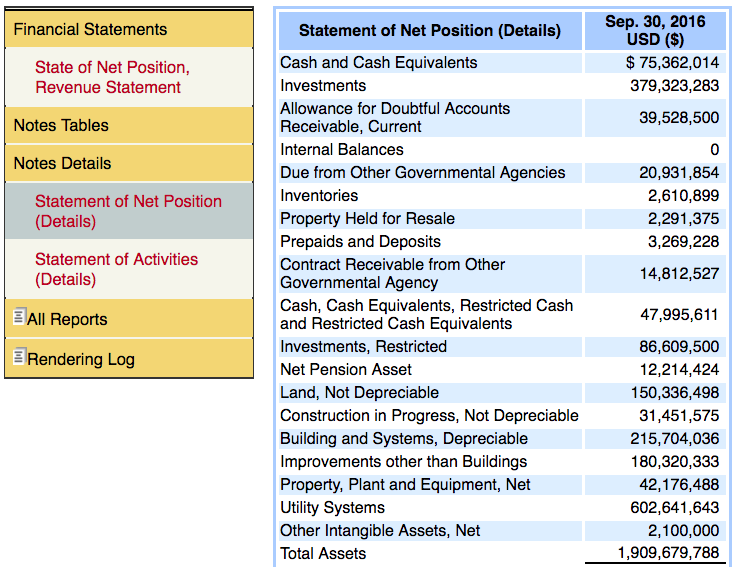 Financial Statements
State of Net Position,
Revenue Statement
Notes Tables
Notes Details
Statement of Net Position
(Details)
Statement of Activities
(Details)
All Reports
Rendering Log
Statement of Net Position (Details) Sep. 30, 2016
USD ($)
Cash and Cash Equivalents $ 75,362,014
Investments 379,323,283
Allowance for Doubtful Accounts
Receivable, Current 39,528,500
Internal Balances 0
Due from Other Governmental Agencies 20,931,854
Inventories 2,610,899
Property Held for Resale 2,291,375
Prepaids and Deposits 3,269,228
Contract Receivable from Other
Governmental Agency 14,812,527
Cash, Cash Equivalents, Restricted Cash
and Restricted Cash Equivalents 47,995,611
Investments, Restricted 86,609,500
Net Pension Asset 12,214,424
Land, Not Depreciable 150,336,498
Construction in Progress, Not Depreciable 31,451,575
Building and Systems, Depreciable 215,704,036
Improvements other than Buildings 180,320,333
Property, Plant and Equipment, Net 42,176,488
Utility Systems 602,641,643
Other Intangible Assets, Net 2,100,000
Total Assets 1,909,679,788